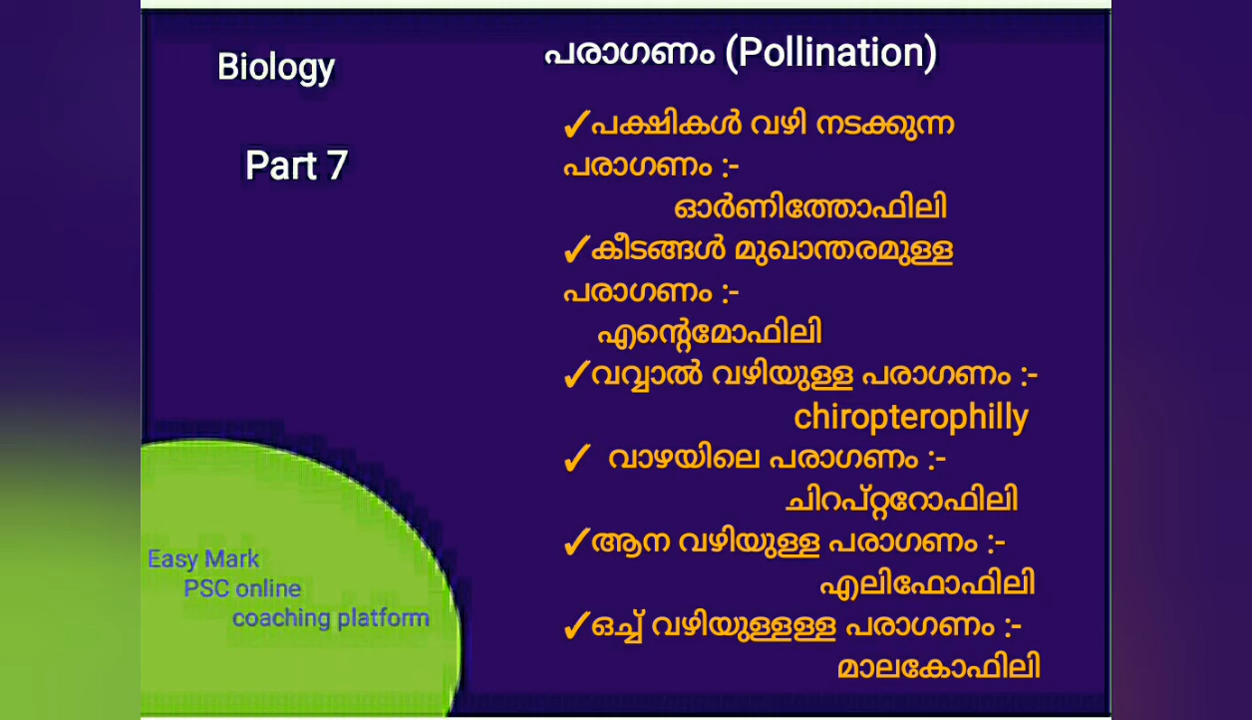 Biology
Part 7
പരാഗണം (Pollination)
✓പക്ഷികൾ വഴി നടക്കുന്ന
പരാഗണം :-
ഓർണിത്തോഫിലി
✓കീടങ്ങൾ മുഖാന്തരമുള്ള
പരാഗണം :-
എന്റെമോഫിലി
✓വവ്വാൽ വഴിയുള്ള പരാഗണം :-
chiropterophilly
✓ വാഴയിലെ പരാഗണം :-
ചിറപ്റ്ററോഫിലി
✓ആന വഴിയുള്ള പരാഗണം :-
എലിഫോഫിലി
✓ഒച്ച് വഴിയുള്ളള്ള പരാഗണം :-
മാലകോഫിലി
Easy Mark
PSC online
coaching platform